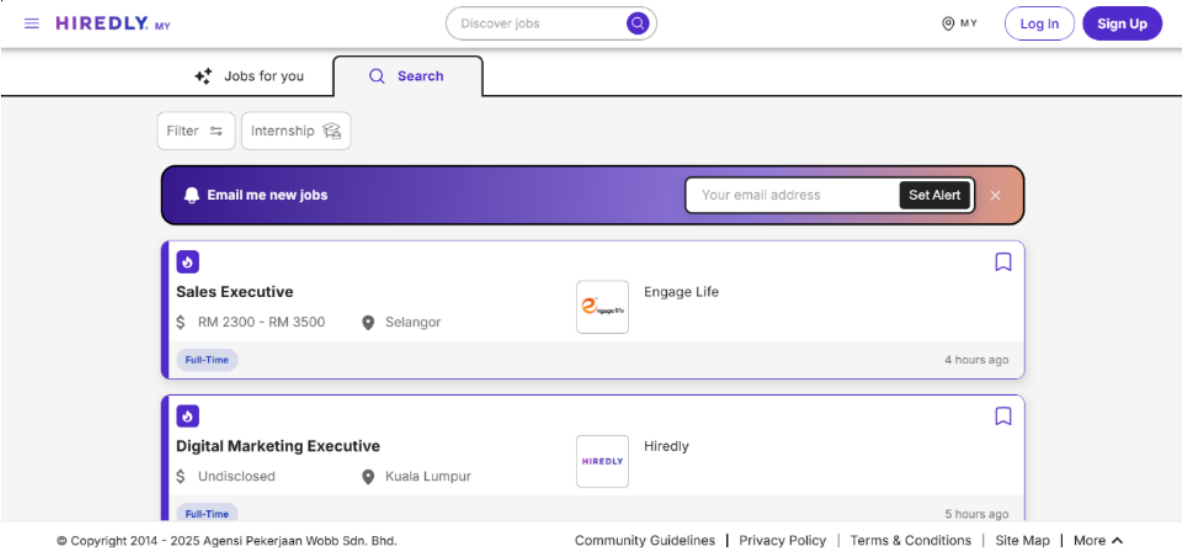 HIREDLY. MY
Discover jobs
MY
Log In
Sign Up
Jobs for you
Search
Filter
Internship
Email me new jobs
Your email address
Set Alert
Sales Executive
Engage Life
engage life
RM 2300 - RM 3500
Selangor
Full-Time
4 hours ago
Digital Marketing Executive
Hiredly
HIREDLY
Undisclosed
Kuala Lumpur
Full-Time
5 hours ago
© Copyright 2014 - 2025 Agensi Pekerjaan Wobb Sdn. Bhd.
Community Guidelines | Privacy Policy | Terms & Conditions | Site Map | More